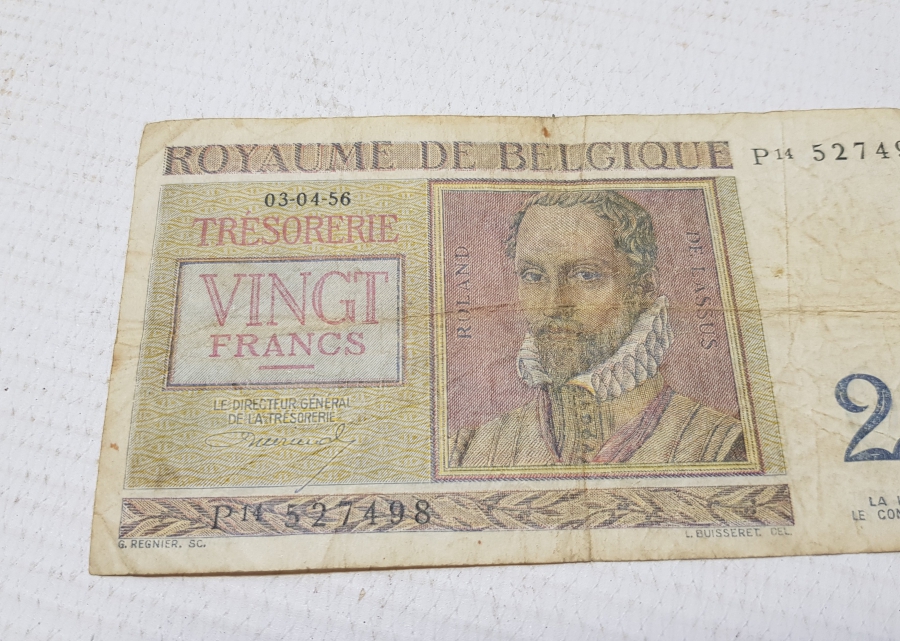 ROYAUME DE BELGIQUE
P14 52749
03-04-56
TRÉSORERIE
VINGT
FRANCS
LE DIRECTEUR GÉNÉRAL
DE LA TRÉSORERIE
ROLAND
DE LASSUS
2
LA
LE
P14 527498
G. REGNIER. SC.
L. BUISSERET. DEL.